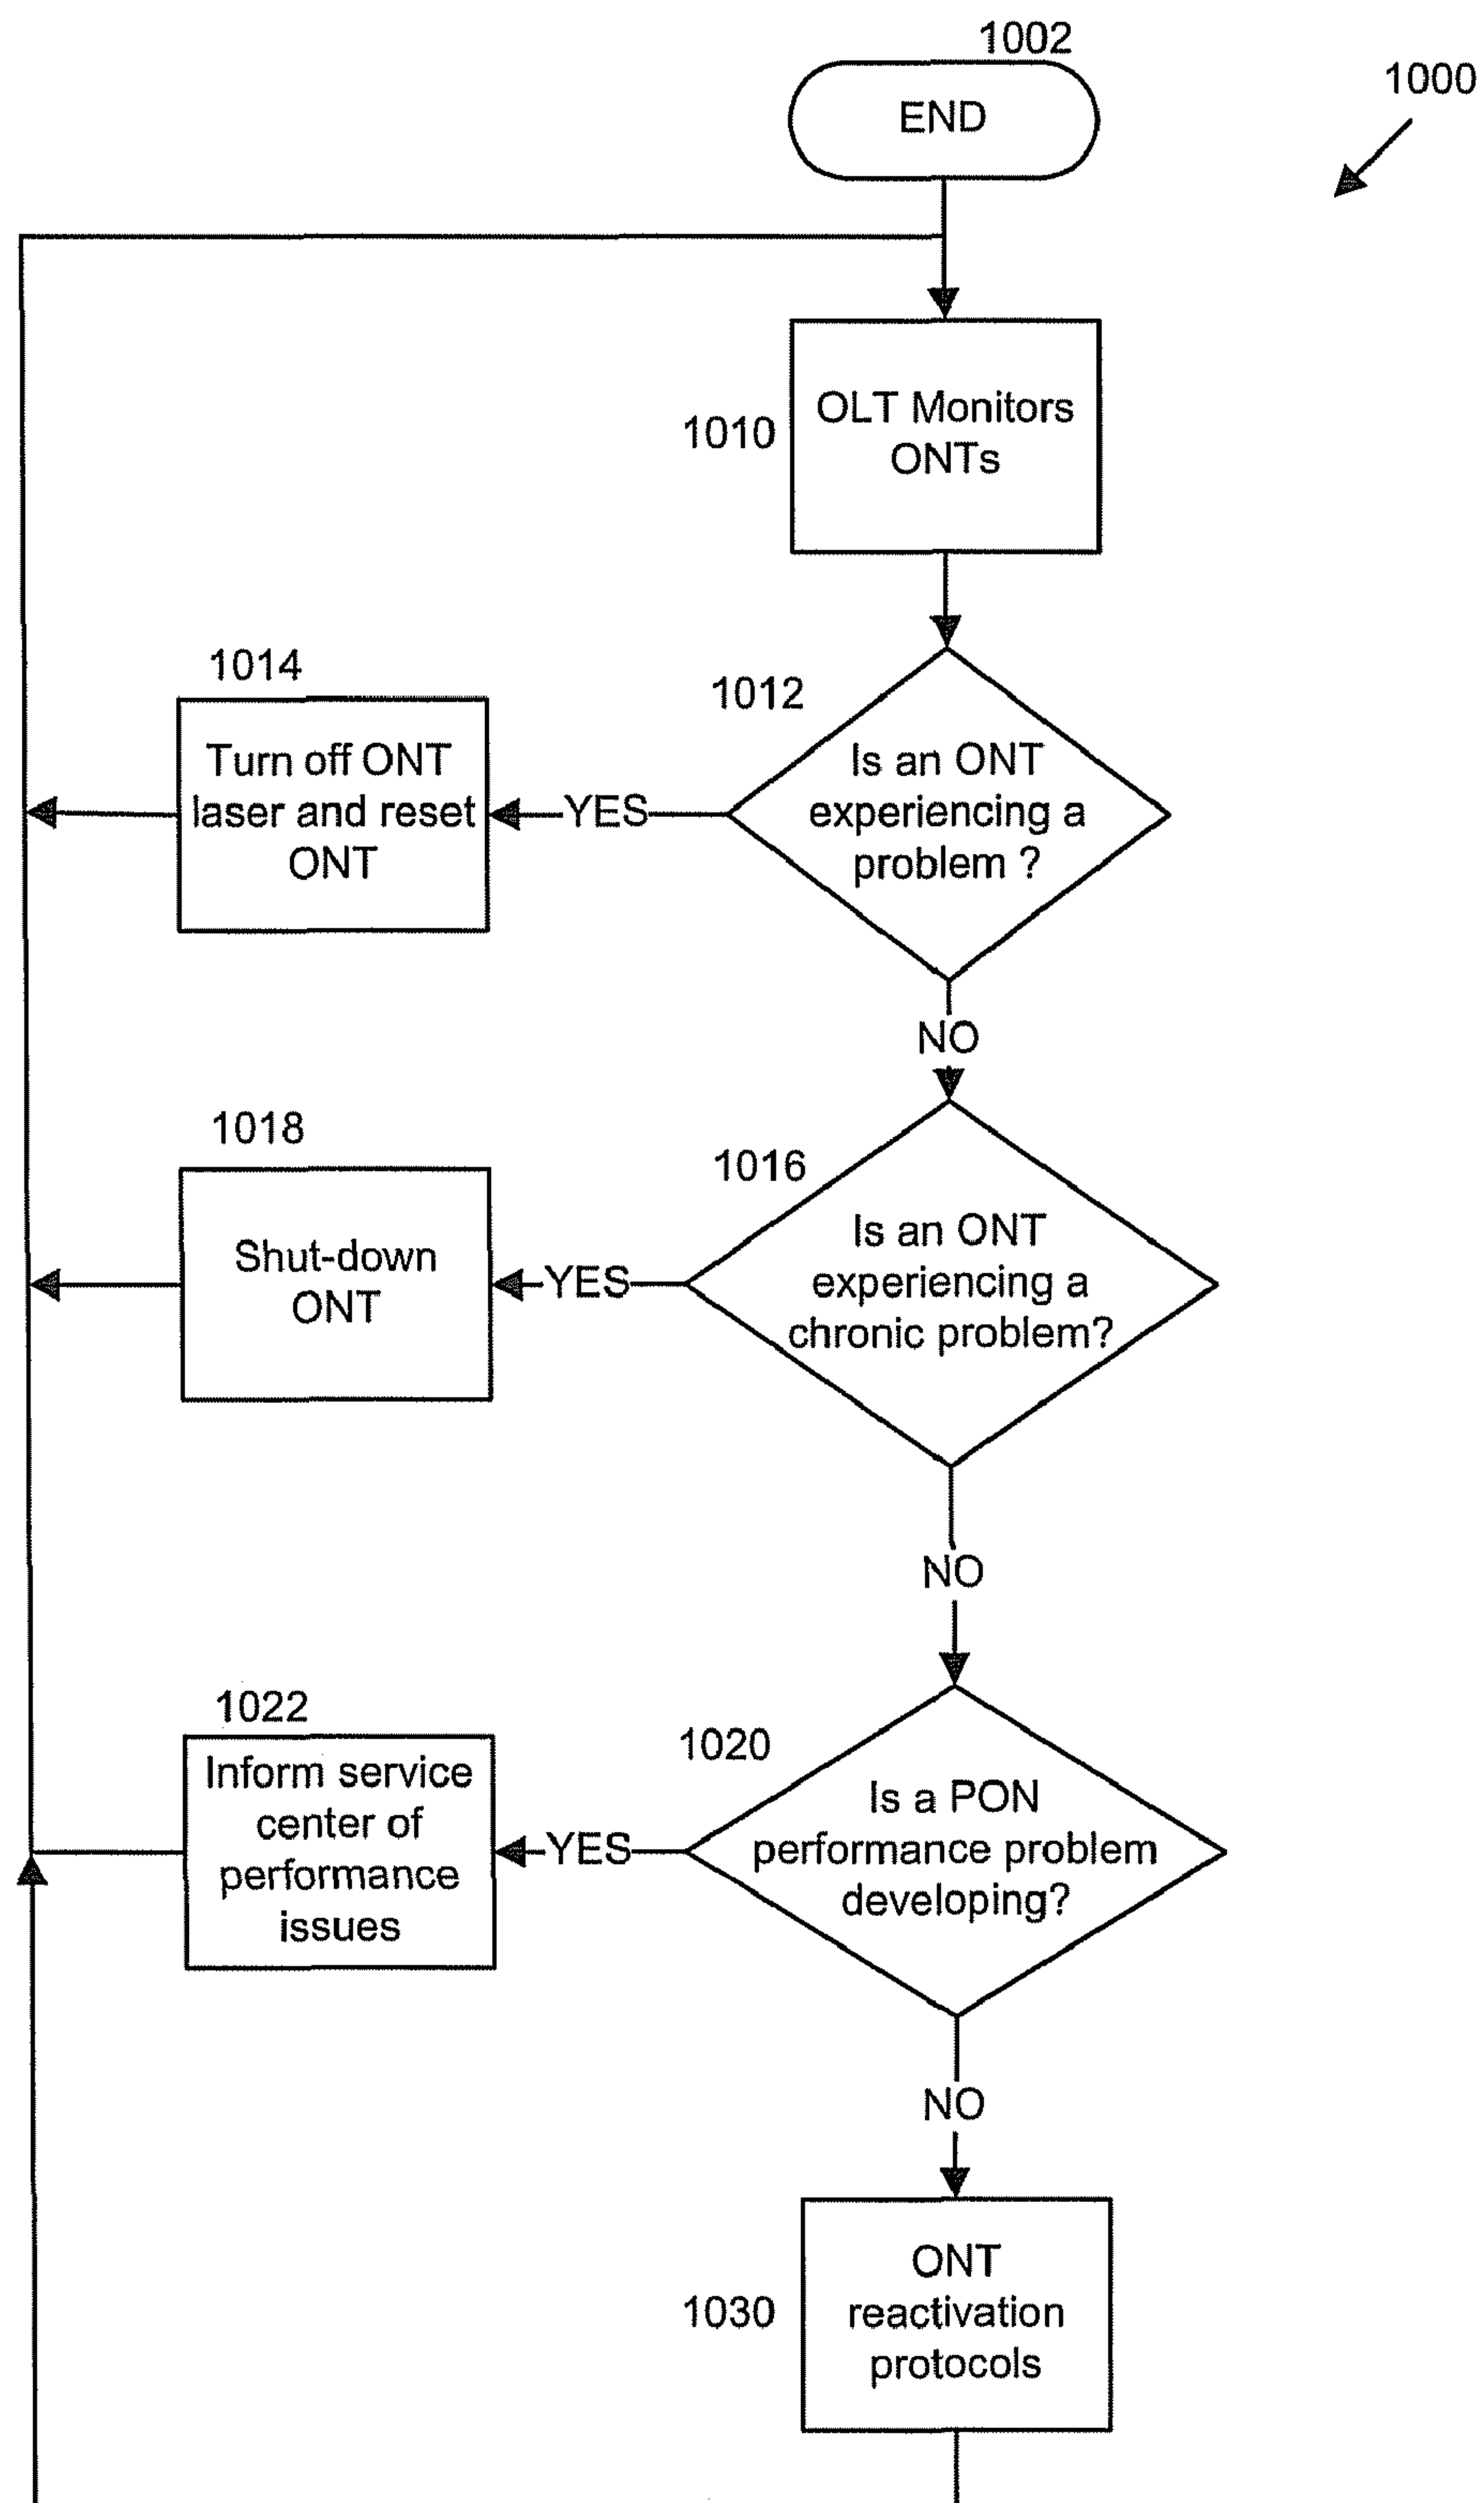 1002
1000
END
1010
OLT Monitors
ONTs
1014
1012
Turn off ONT
laser and reset
ONT
YES
Is an ONT
experiencing a
problem ?
NO
1018
1016
Shut-down
ONT
YES
Is an ONT
experiencing a
chronic problem?
NO
1022
1020
Inform service
center of
performance
issues
YES
Is a PON
performance problem
developing?
NO
1030
ONT
reactivation
protocols